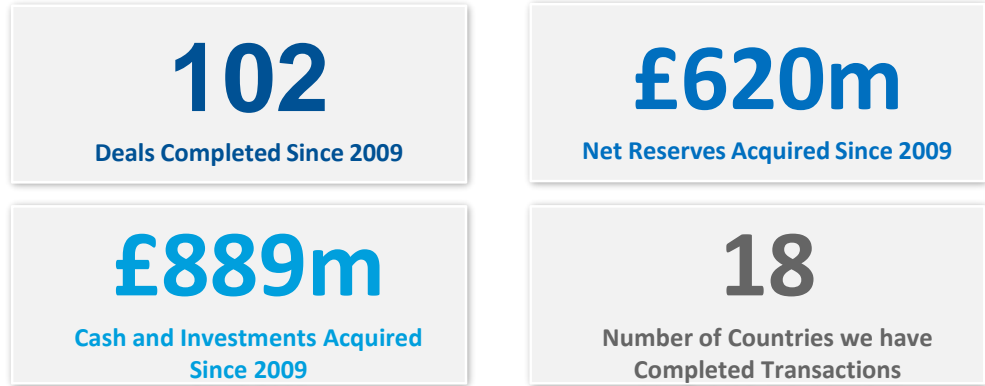 102
Deals Completed Since 2009
£620m
Net Reserves Acquired Since 2009
£889m
Cash and Investments Acquired
Since 2009
18
Number of Countries we have
Completed Transactions